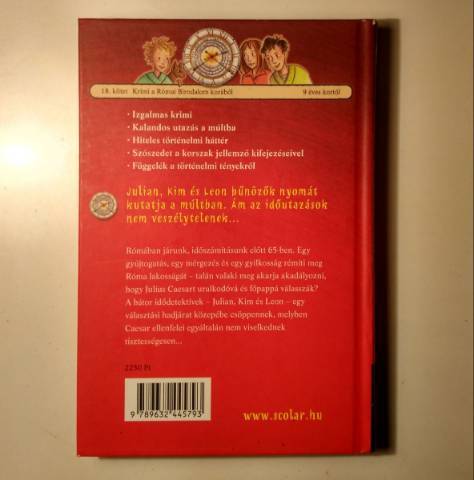 18. kötet Krimi a Római Birodalom korából 9 éves kortól
• Izgalmas krimi
• Kalandos utazás a múltba
• Hiteles történelmi háttér
• Szószedet a korszak jellemző kifejezéseivel
• Függelék a történelmi tényekről
Julian, Kim és Leon bűnözők nyomát
kutatja a múltban. Ám az időutazások
nem veszélytelenek...
Rómában járunk, időszámításunk előtt 65-ben. Egy
gyújtogatás, egy mérgezés és egy gyilkosság rémíti meg
Róma lakosságát – talán valaki meg akarja akadályozni,
hogy Julius Caesart uralkodóvá és főpappá válasszák?
A bátor idődetektívek – Julian, Kim és Leon – egy
választási hadjárat közepébe csöppennek, melyben
Caesar ellenfelei egyáltalán nem viselkednek
tisztességesen...
2250 Ft
9 789632 445793
www.scolar.hu